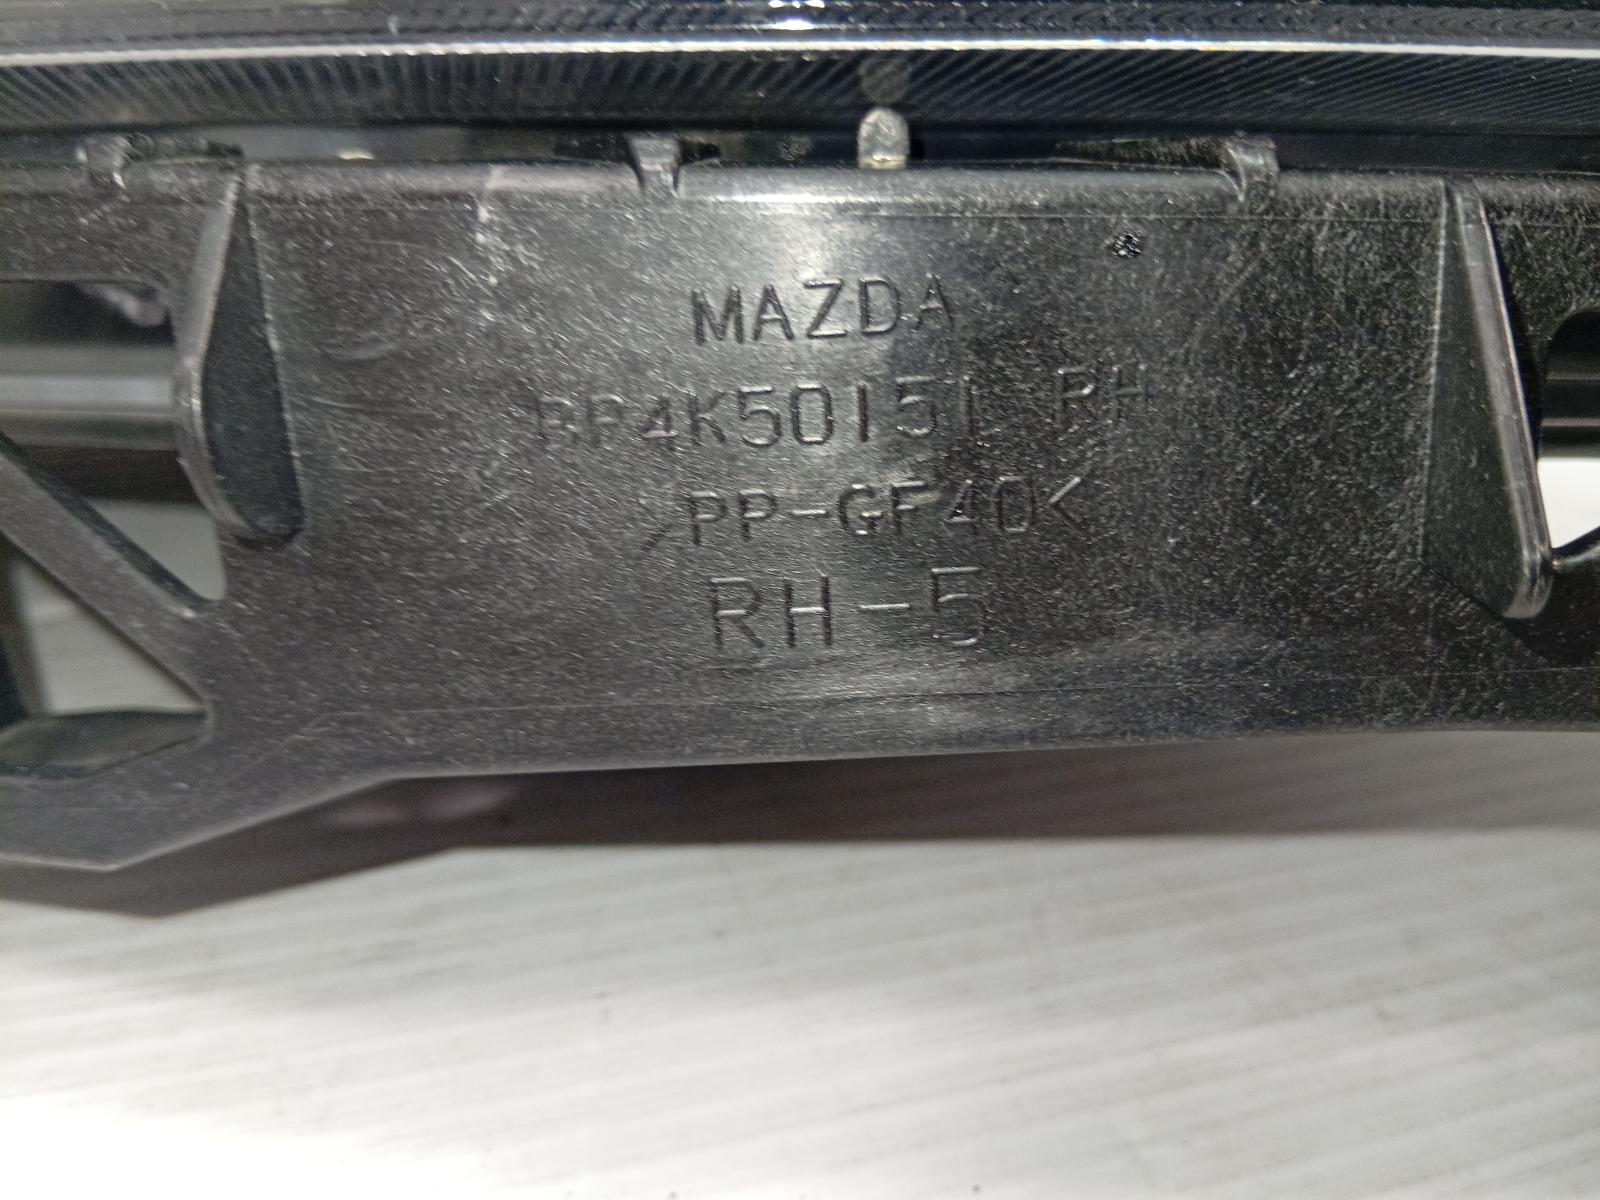 MAZDA
BP4K50151 RH
>PP-GF40<
RH-5